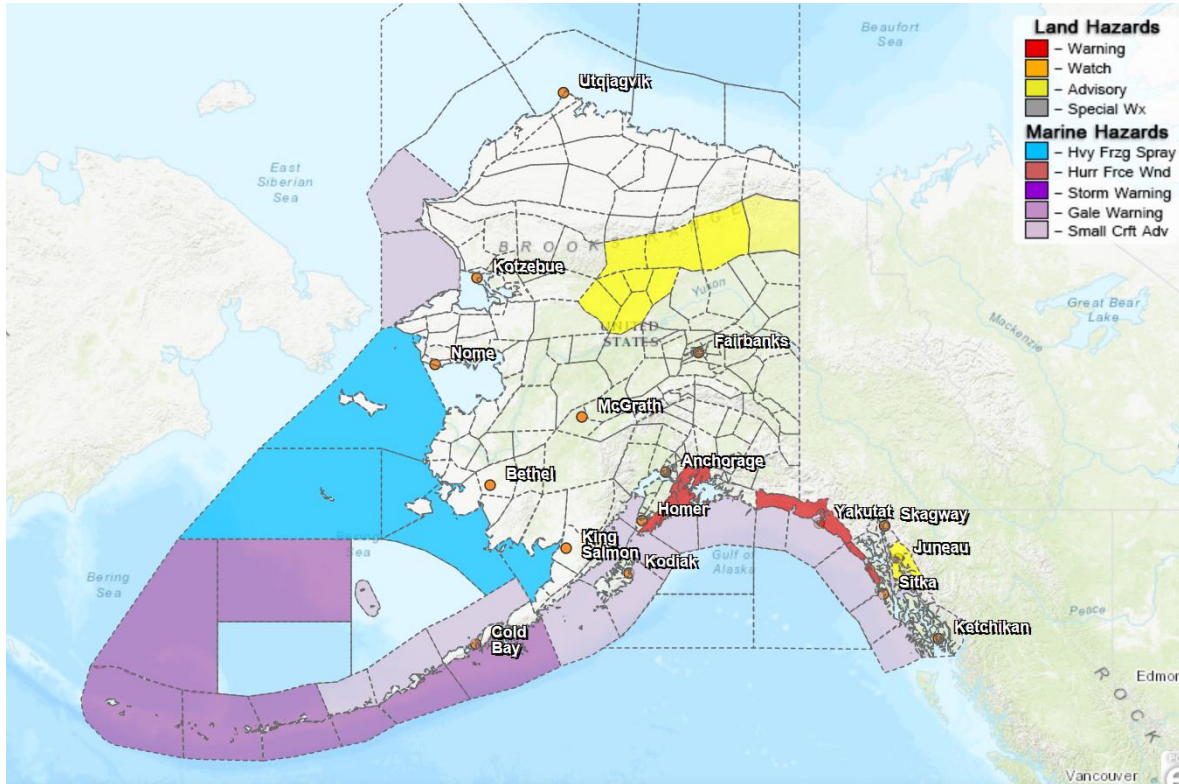 Beaufort
Sea
Land Hazards
– Warning
– Watch
– Advisory
– Special Wx
Marine Hazards
– Hvy Frzg Spray
– Hurr Frce Wnd
– Storm Warning
– Gale Warning
– Small Crft Adv
Utqiagvik
East
Siberian
Sea
BROOKS RANGE
Kotzebue
Yukon
Great Bear
Lake
Mackenzie
UNITED
STATES
Fairbanks
Nome
McGrath
Anchorage
Bethel
Homer
Yakutat
Skagway
King
Salmon
Juneau
Kodiak
Gulf of
Alaska
Sitka
Bering
Sea
Bering
Sea
Peace
Cold
Bay
Ketchikan
Edmon
ROCK
Vancouver